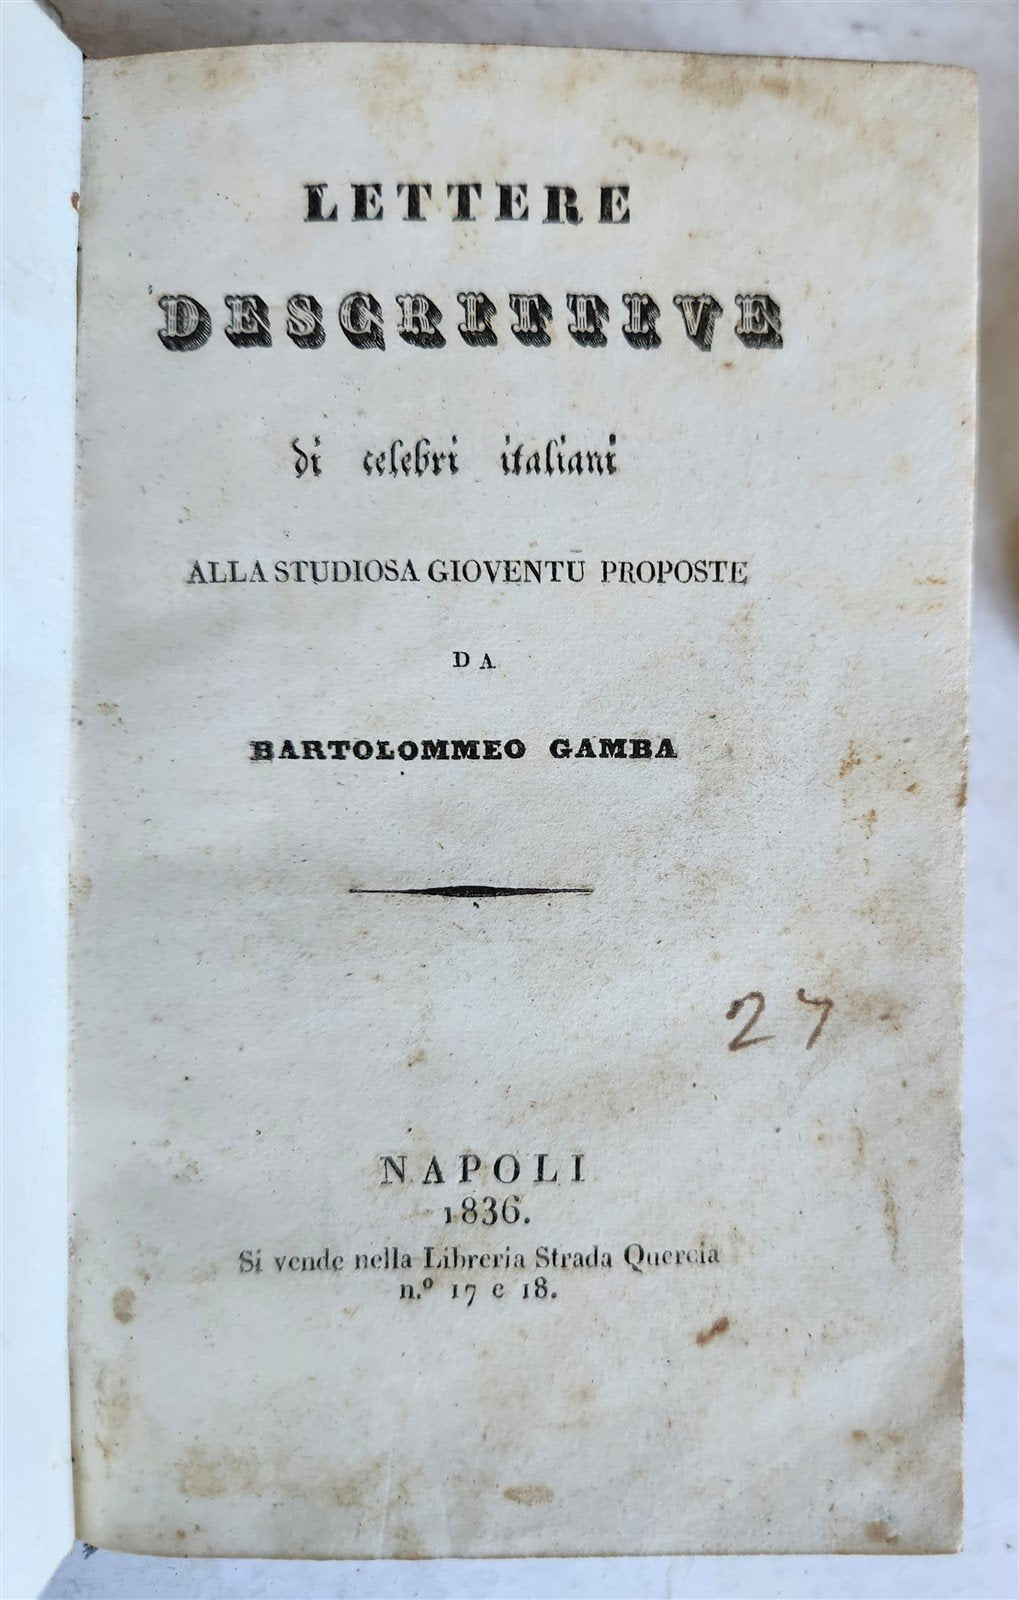 LETTERE
DESCRITTIVE
di celebri italiani
ALLA STUDIOSA GIOVENTÙ PROPOSTE
DA
BARTOLOMMEO GAMBA
27
NAPOLI
1836.
Si vende nella Libreria Strada Quercia
n.º 17 e 18.